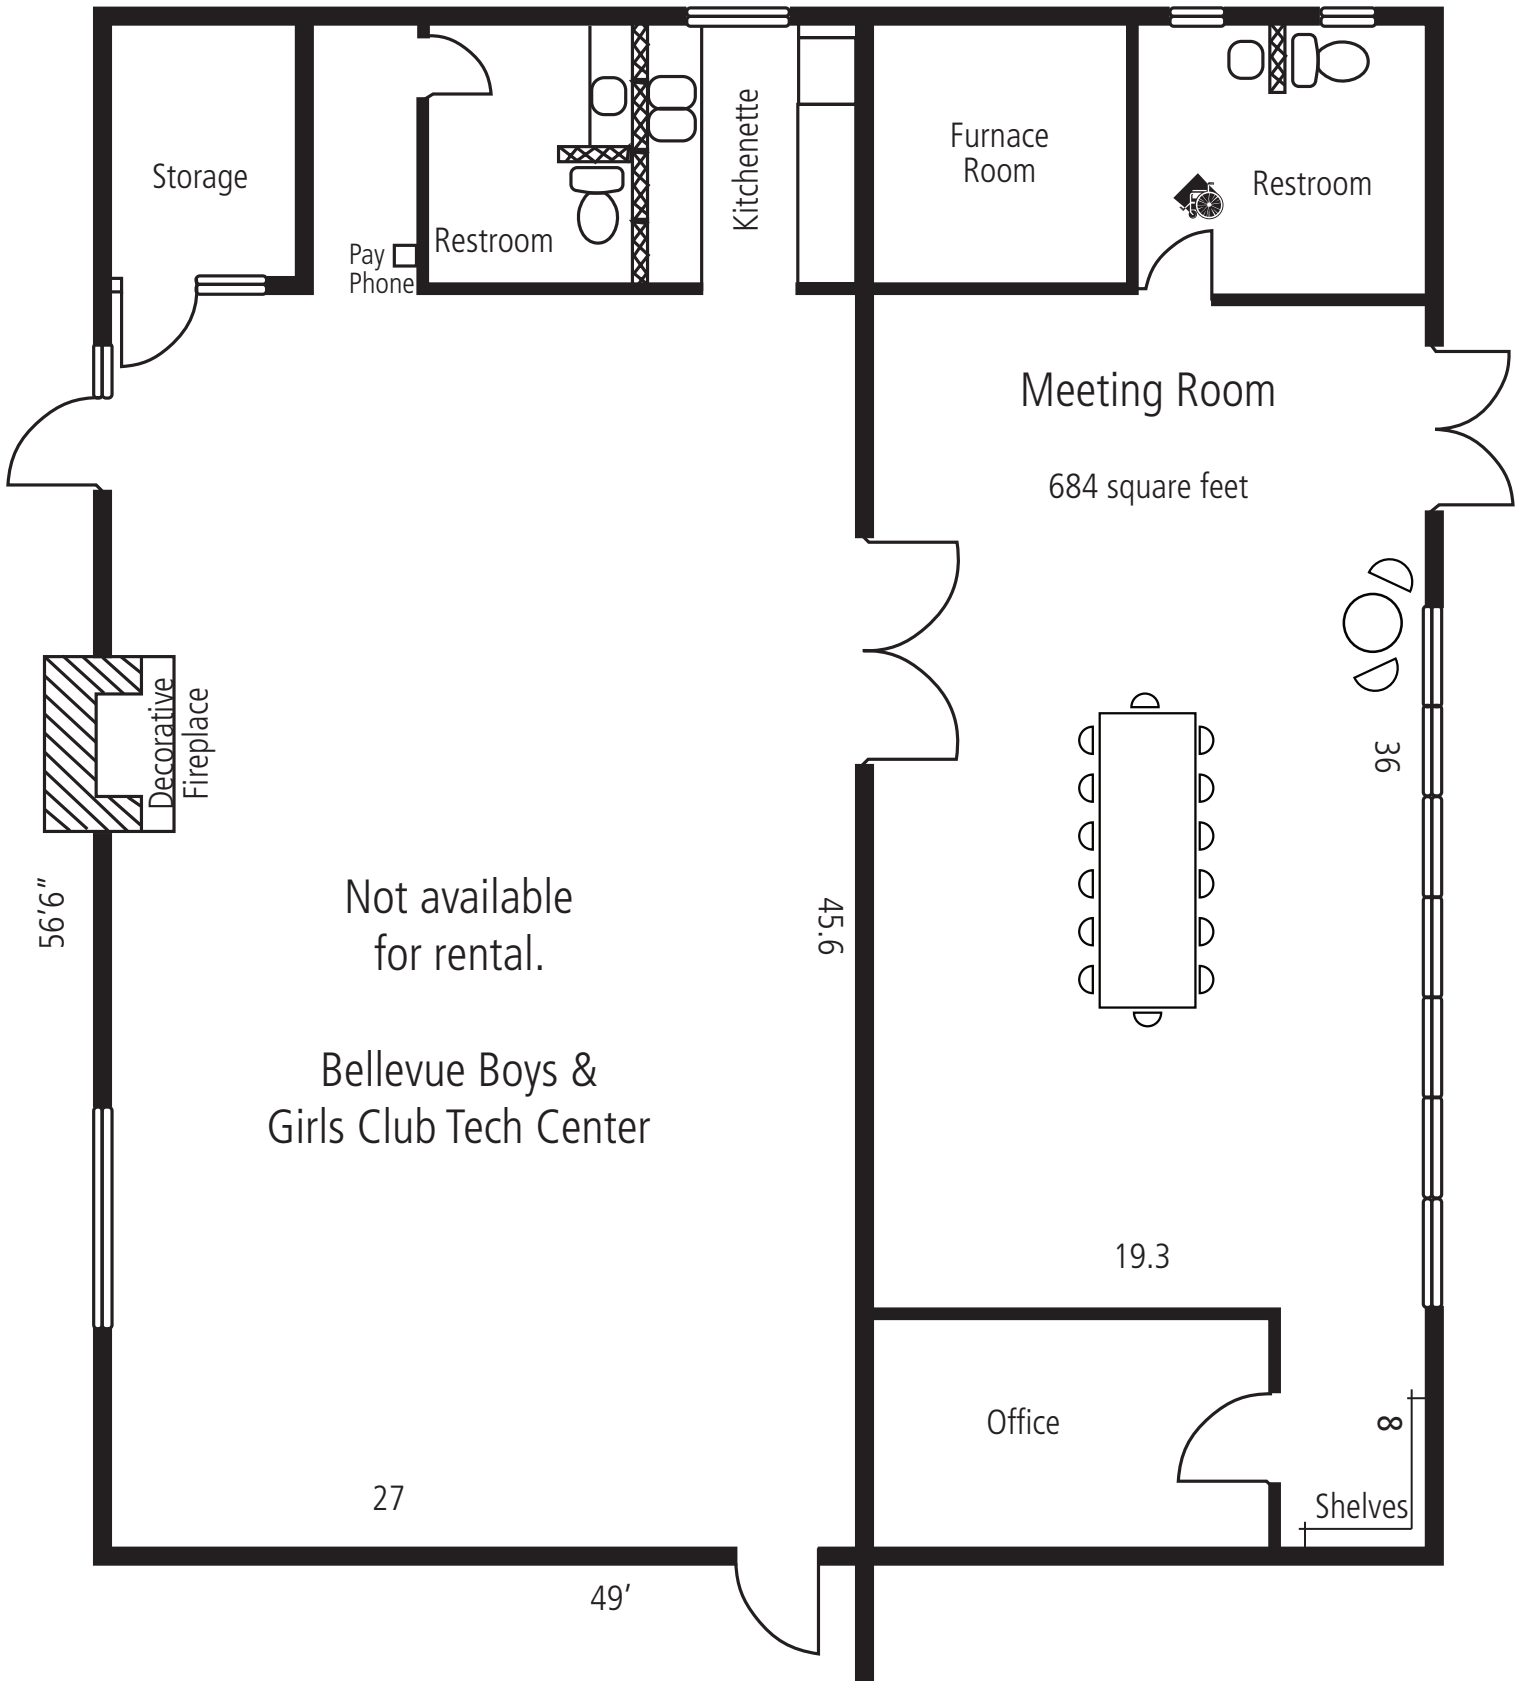 Storage
Pay
Phone
Restroom
Kitchenette
Furnace
Room
Restroom
Meeting Room
684 square feet
Decorative
Fireplace
36
56’6”
45.6
Not available
for rental.
Bellevue Boys &
Girls Club Tech Center
19.3
Office
8
Shelves
27
49’